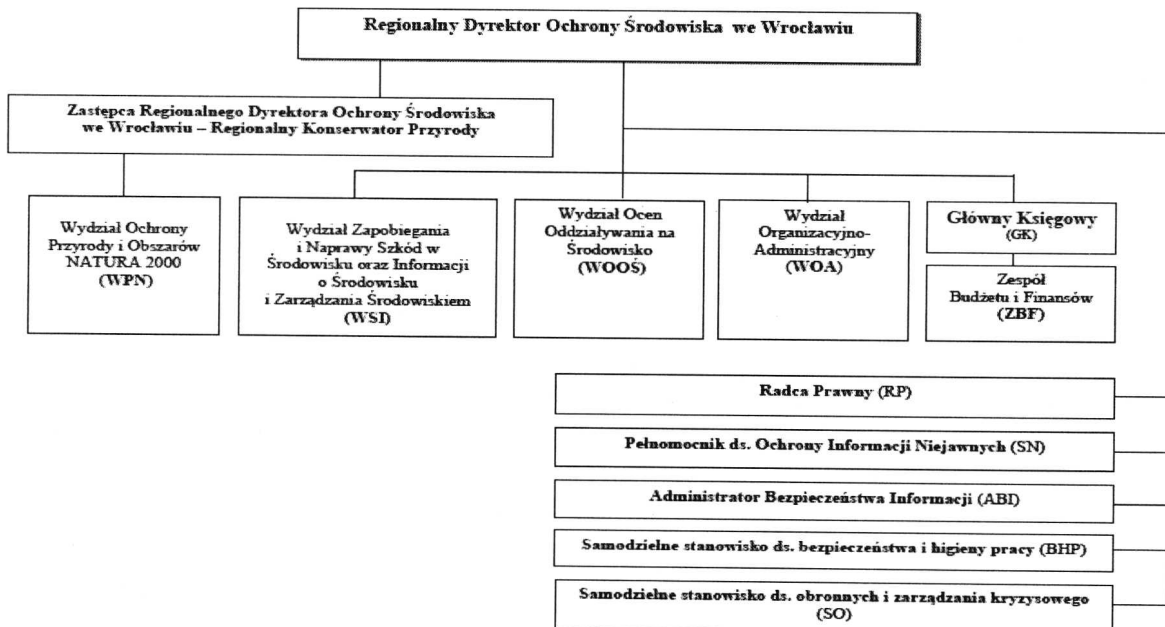 Regionalny Dyrektor Ochrony Środowiska we Wrocławiu
Zastępca Regionalnego Dyrektora Ochrony Środowiska
we Wrocławiu – Regionalny Konserwator Przyrody
Wydział Ochrony
Przyrody i Obszarów
NATURA 2000
(WPN)
Wydział Zapobiegania
i Naprawy Szkód w
Środowisku oraz Informacji
o Środowisku
i Zarządzania Środowiskiem
(WSI)
Wydział Ocen
Oddziaływania na
Środowisko
(WOOŚ)
Wydział
Organizacyjno-
Administracyjny
(WOA)
Główny Księgowy
(GK)
Zespół
Budżetu i Finansów
(ZBF)
Radca Prawny (RP)
Pełnomocnik ds. Ochrony Informacji Niejawnych (SN)
Administrator Bezpieczeństwa Informacji (ABI)
Samodzielne stanowisko ds. bezpieczeństwa i higieny pracy (BHP)
Samodzielne stanowisko ds. obronnych i zarządzania kryzysowego
(SO)